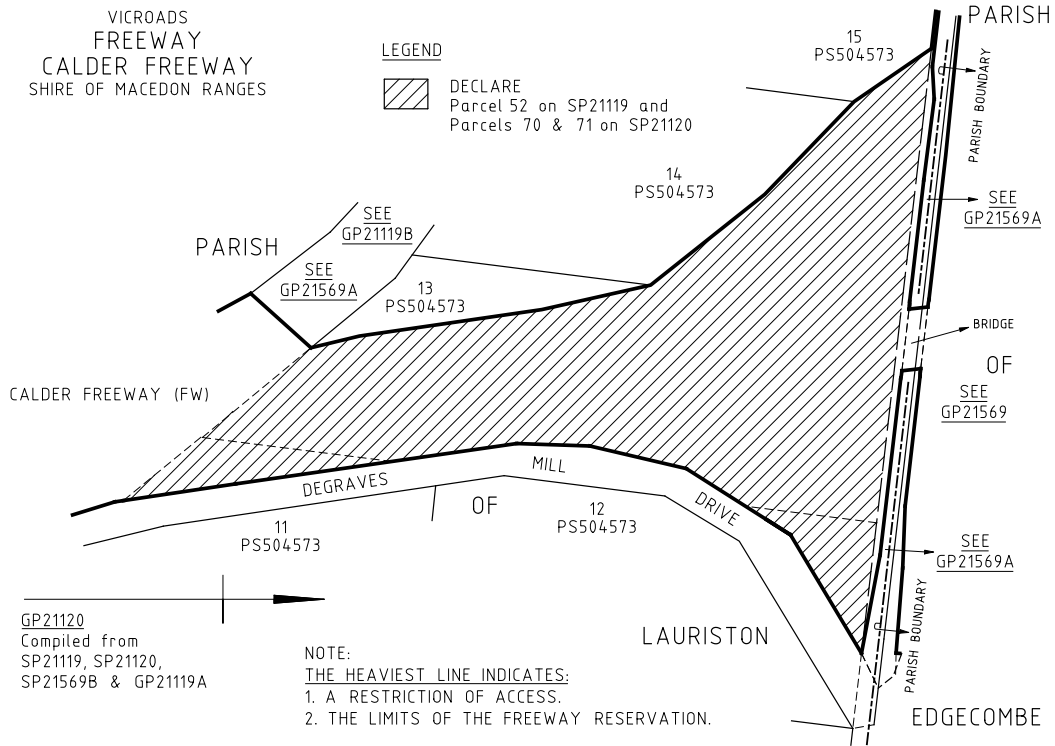 VICROADS
FREEWAY
CALDER FREEWAY
SHIRE OF MACEDON RANGES
LEGEND
DECLARE
Parcel 52 on SP21119 and
Parcels 70 & 71 on SP21120
15
PS504573
PARISH
PARISH BOUNDARY
14
PS504573
SEE
GP21569A
SEE
GP21119B
PARISH
SEE
GP21569A
13
PS504573
BRIDGE
OF
CALDER FREEWAY (FW)
SEE
GP21569
DEGRAVES
MILL
DRIVE
OF
11
PS504573
12
PS504573
SEE
GP21569A
PARISH BOUNDARY
GP21120
Compiled from
SP21119, SP21120,
SP21569B & GP21119A
NOTE:
THE HEAVIEST LINE INDICATES:
1. A RESTRICTION OF ACCESS.
2. THE LIMITS OF THE FREEWAY RESERVATION.
LAURISTON
EDGECOMBE